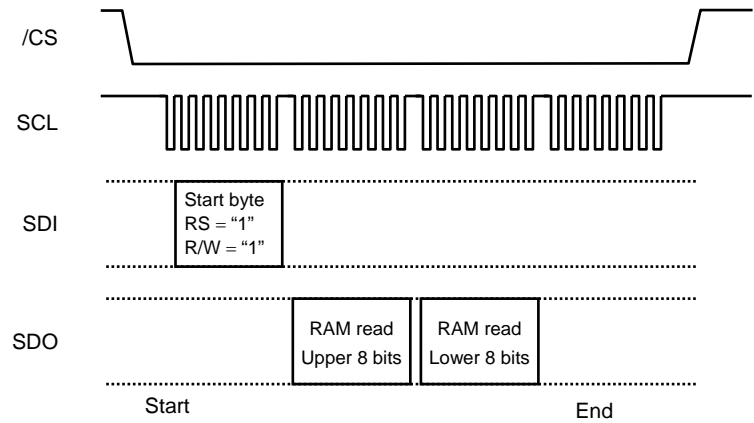 /CS
SCL
SDI
Start byte
RS = “1”
R/W = “1”
SDO
RAM read
Upper 8 bits
RAM read
Lower 8 bits
Start
End